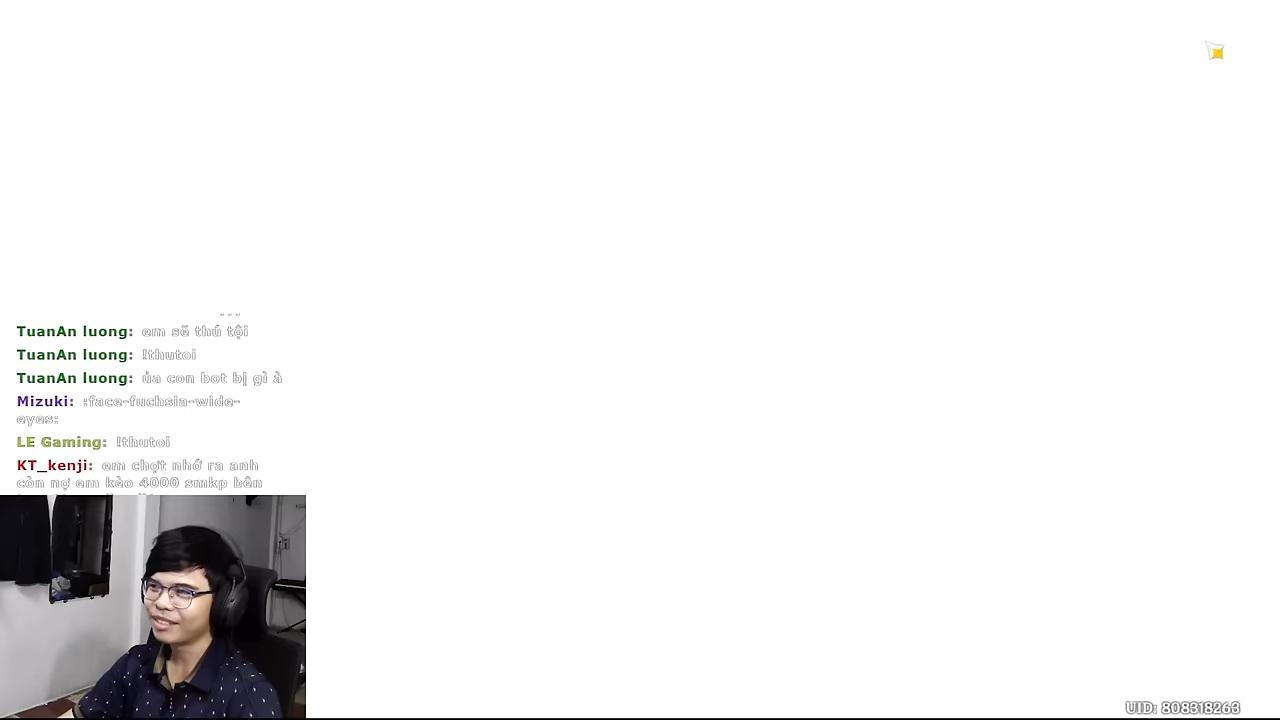 TuanAn luong: em sẽ thú tội
TuanAn luong: !thutoi
TuanAn luong: ủa con bot bị gì à
Mizuki: :face-fuchsia-wide-
eyes:
LE Gaming: !thutoi
KT_kenji: em chợt nhớ ra anh
còn nợ em kèo 4000 smkp bên
UID: 808318263